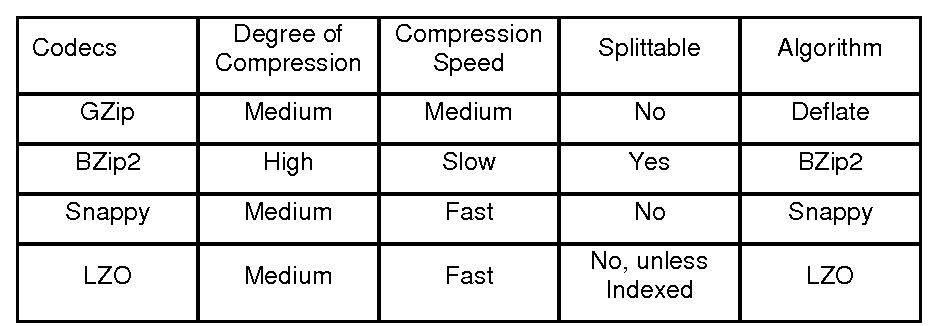 Codecs Degree of Compression Compression Speed Splittable Algorithm
GZip Medium Medium No Deflate
BZip2 High Slow Yes BZip2
Snappy Medium Fast No Snappy
LZO Medium Fast No, unless Indexed LZO